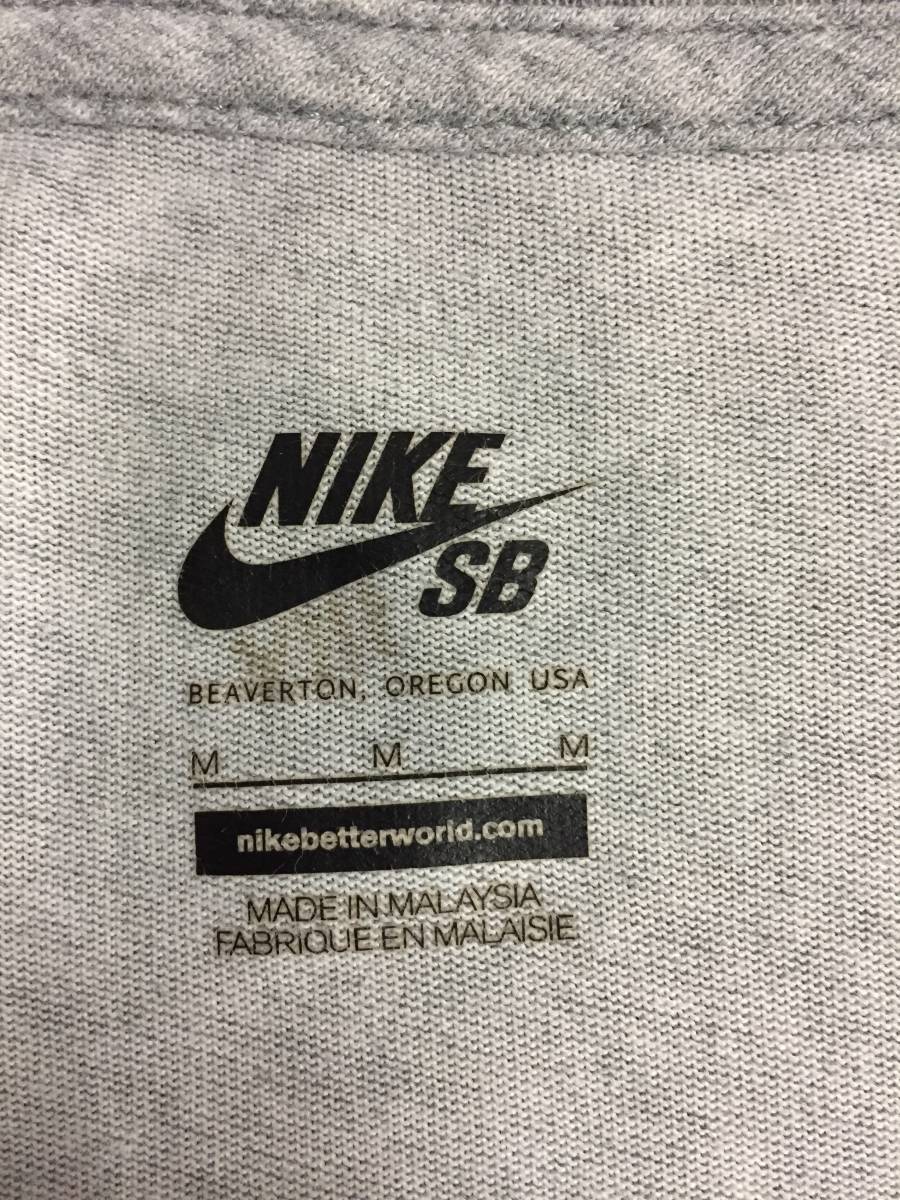 NIKE
SB
BEAVERTON, OREGON USA
M M M
nikebetterworld.com
MADE IN MALAYSIA
FABRIQUE EN MALAISIE